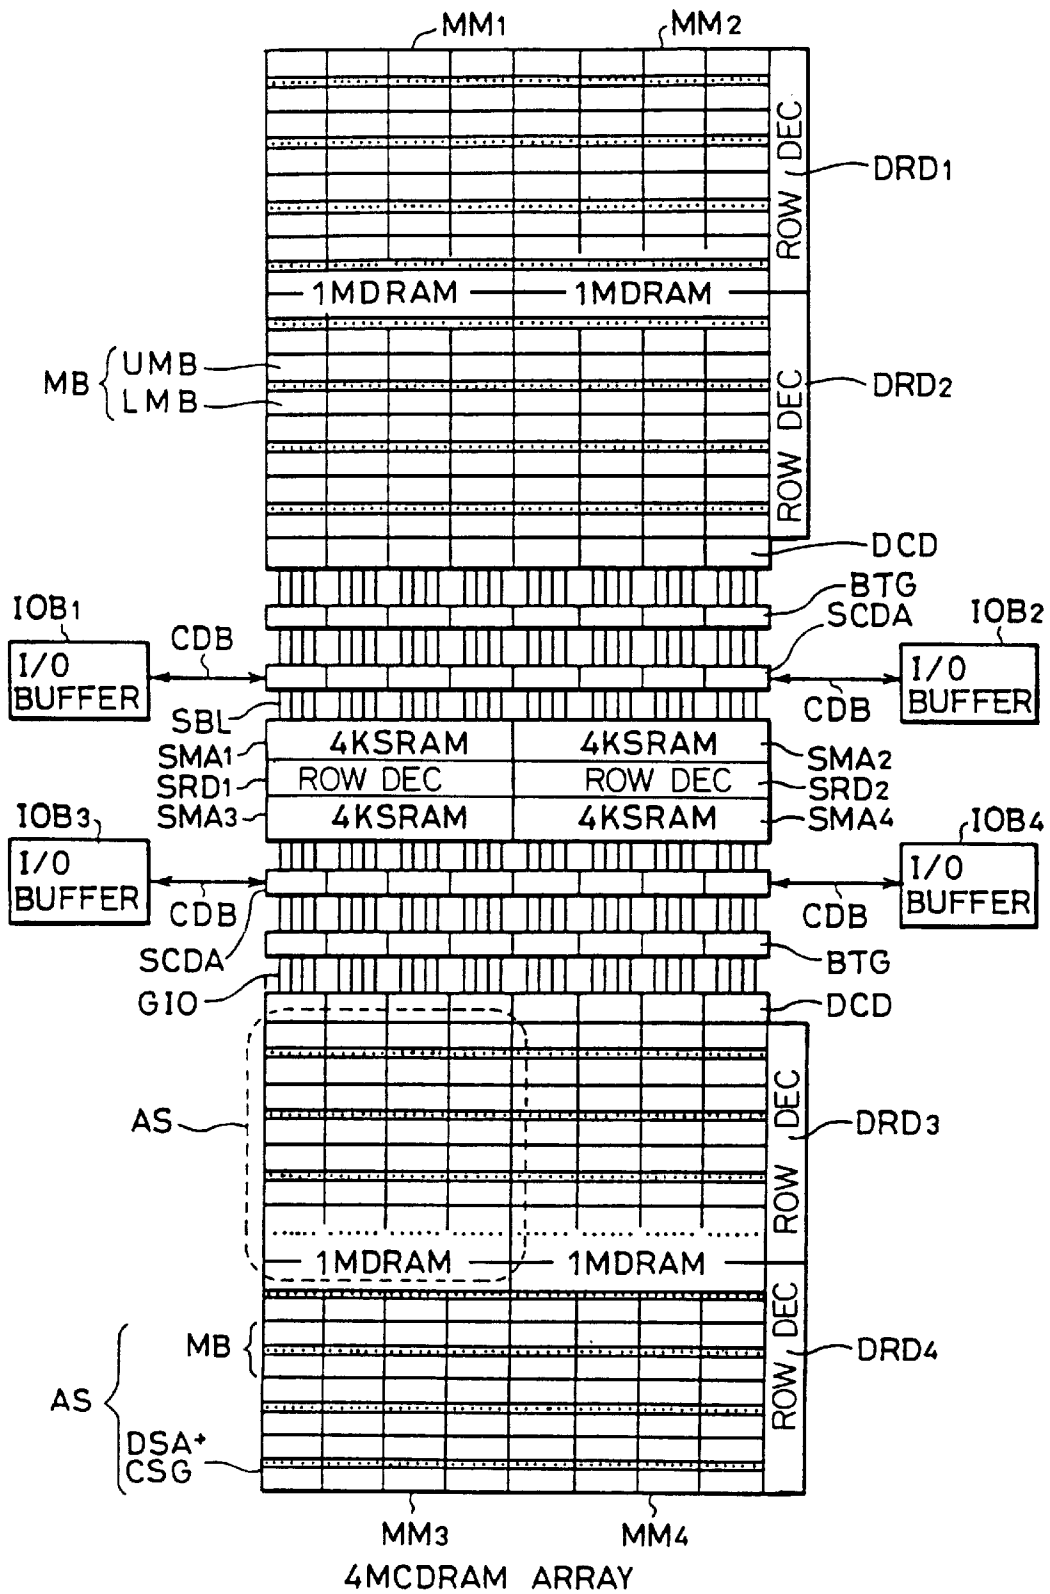 MM1 MM2
ROW DEC
DRD1
1MDRAM 1MDRAM
MB UMB
LMB
ROW DEC
DRD2
DCD
BTG
SCDA
IOB1
I/O
BUFFER
CDB
IOB2
I/O
BUFFER
CDB
SBL
SMA1 4KSRAM 4KSRAM SMA2
SRD1 ROW DEC ROW DEC SRD2
SMA3 4KSRAM 4KSRAM SMA4
IOB3
I/O
BUFFER
CDB
IOB4
I/O
BUFFER
CDB
SCDA
BTG
GIO
DCD
AS
ROW DEC
DRD3
1MDRAM 1MDRAM
MB
ROW DEC
DRD4
AS
DSA+
CSG
MM3 MM4
4MCDRAM ARRAY